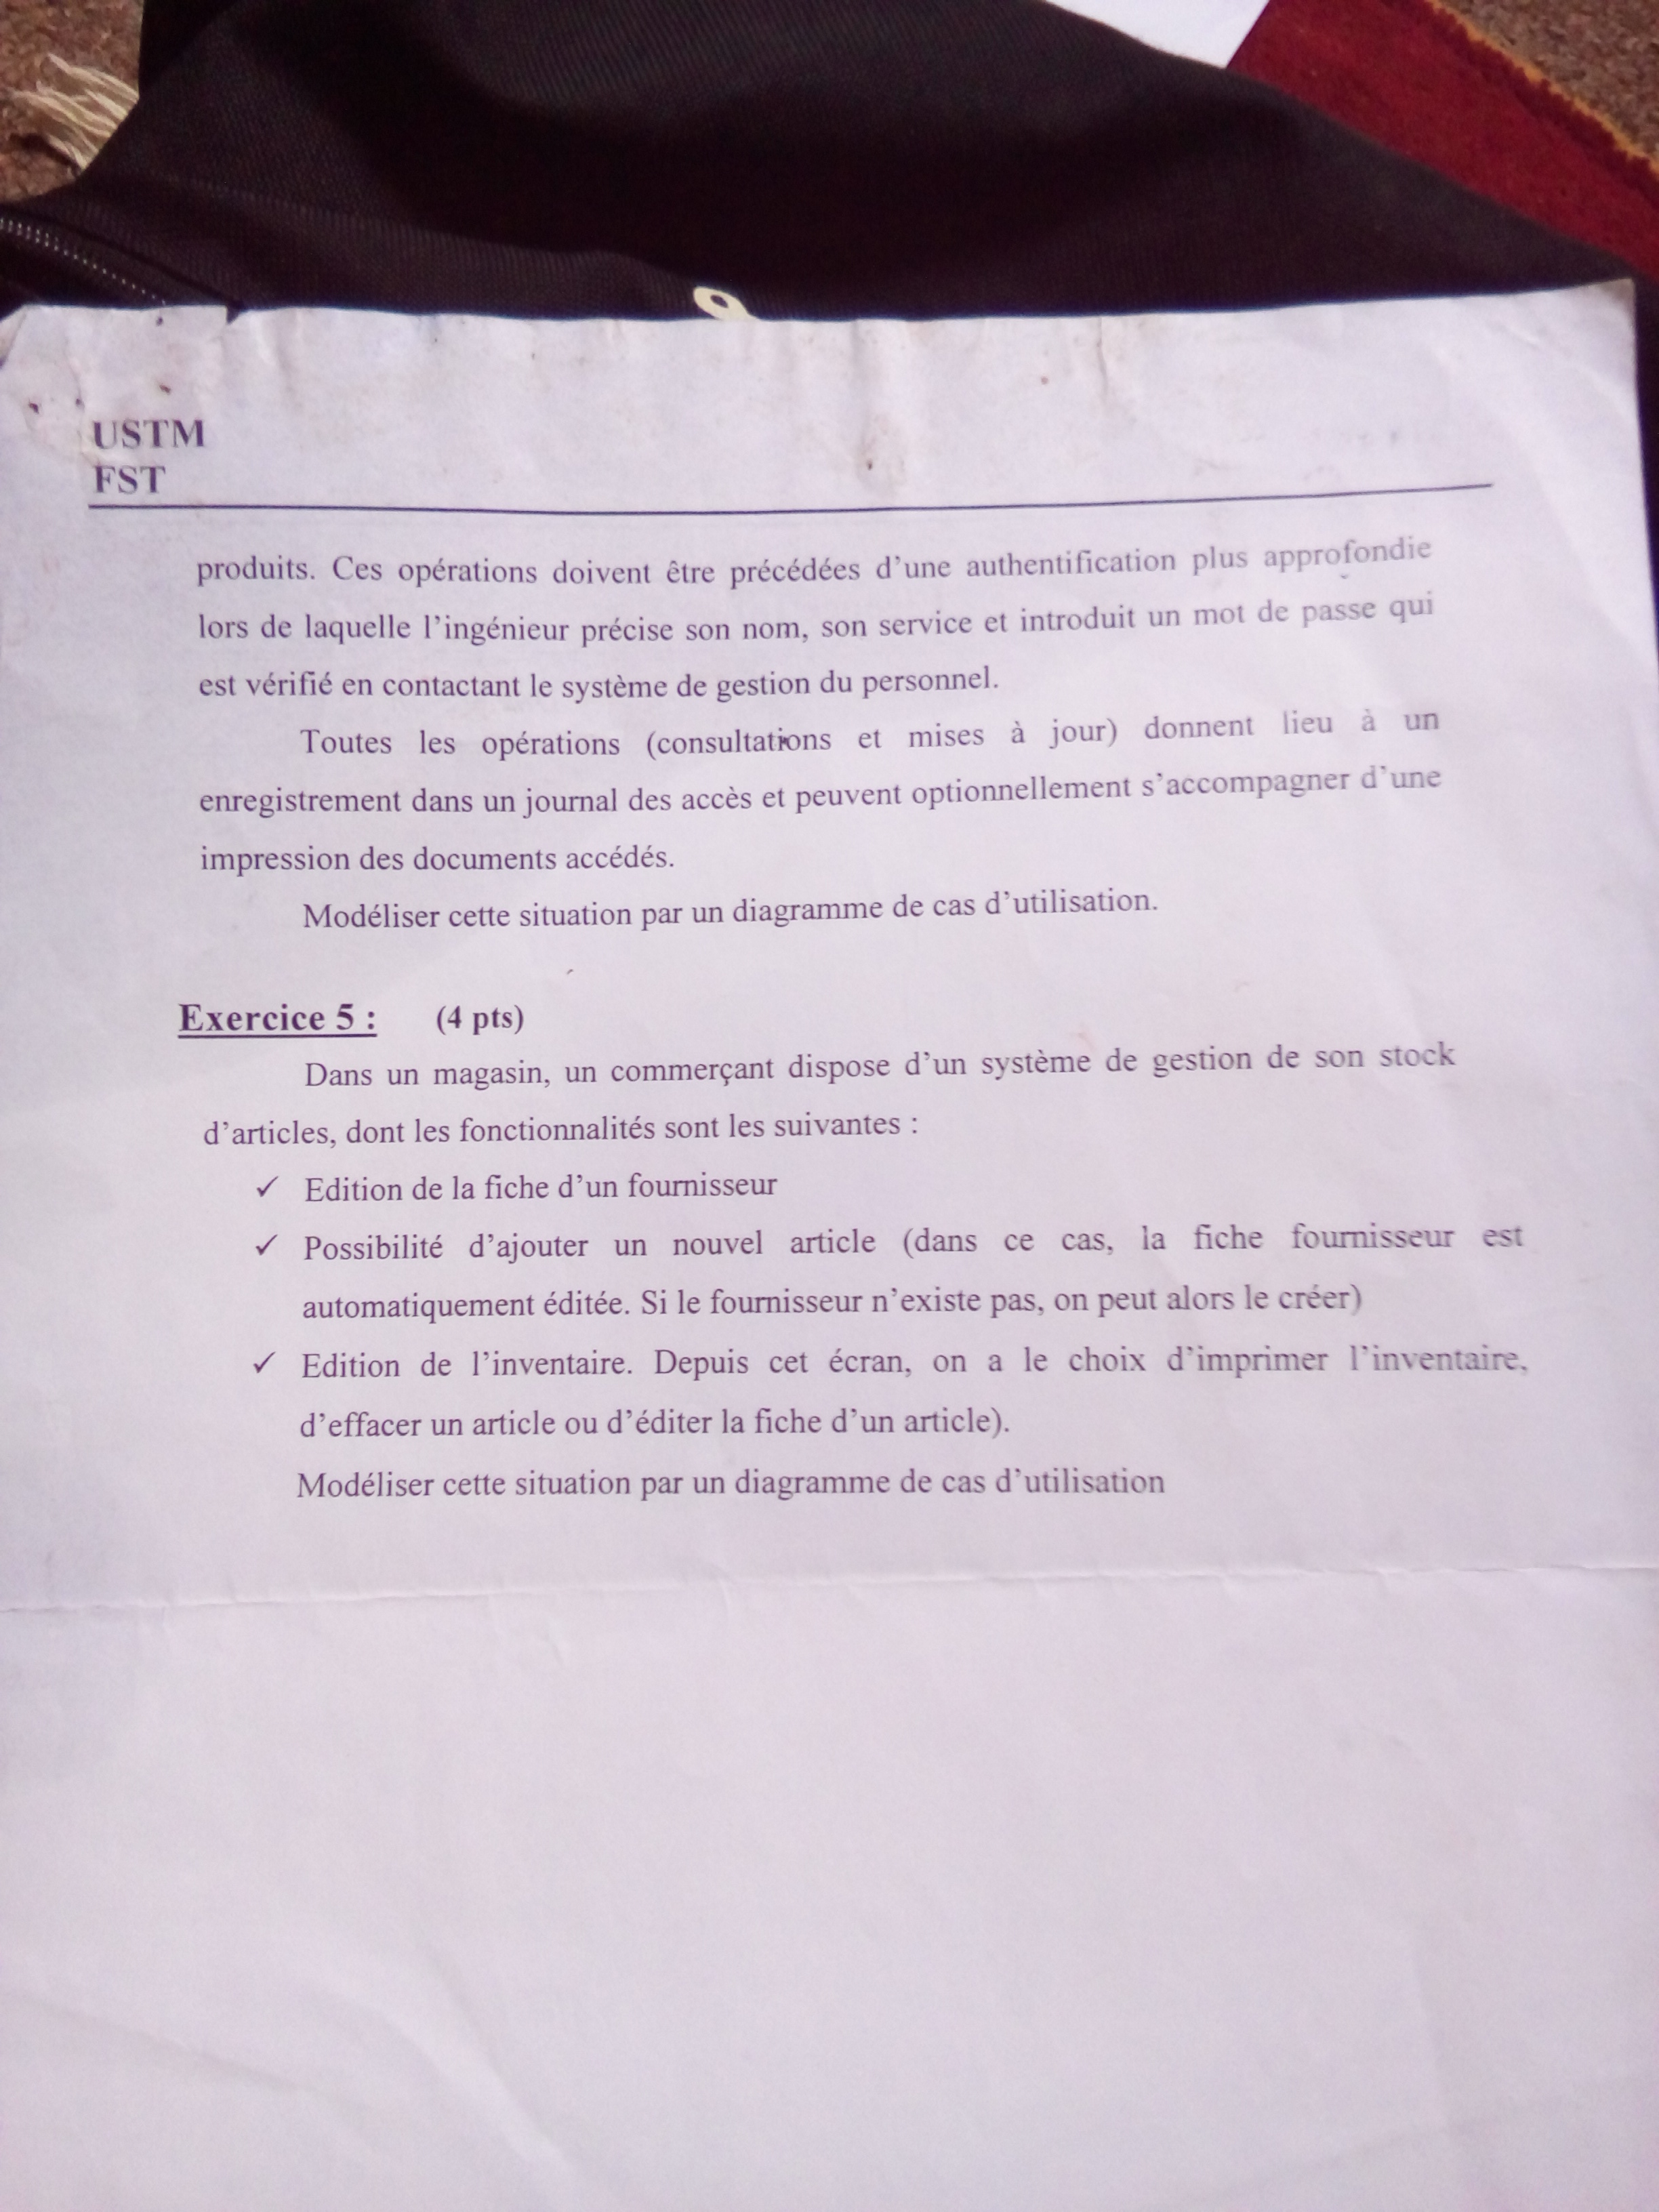 USTM
FST
produits. Ces opérations doivent être précédées d'une authentification plus approfondie
lors de laquelle l'ingénieur précise son nom, son service et introduit un mot de passe qui
est vérifié en contactant le système de gestion du personnel.
Toutes les opérations (consultations et mises à jour) donnent lieu à un
enregistrement dans un journal des accès et peuvent optionnellement s'accompagner d'une
impression des documents accédés.
Modéliser cette situation par un diagramme de cas d'utilisation.
Exercice 5 : (4 pts)
Dans un magasin, un commerçant dispose d'un système de gestion de son stock
d'articles, dont les fonctionnalités sont les suivantes :
✓ Edition de la fiche d'un fournisseur
✓ Possibilité d'ajouter un nouvel article (dans ce cas, la fiche fournisseur est
automatiquement éditée. Si le fournisseur n'existe pas, on peut alors le créer)
✓ Edition de l'inventaire. Depuis cet écran, on a le choix d'imprimer l'inventaire,
d'effacer un article ou d'éditer la fiche d'un article).
Modéliser cette situation par un diagramme de cas d'utilisation